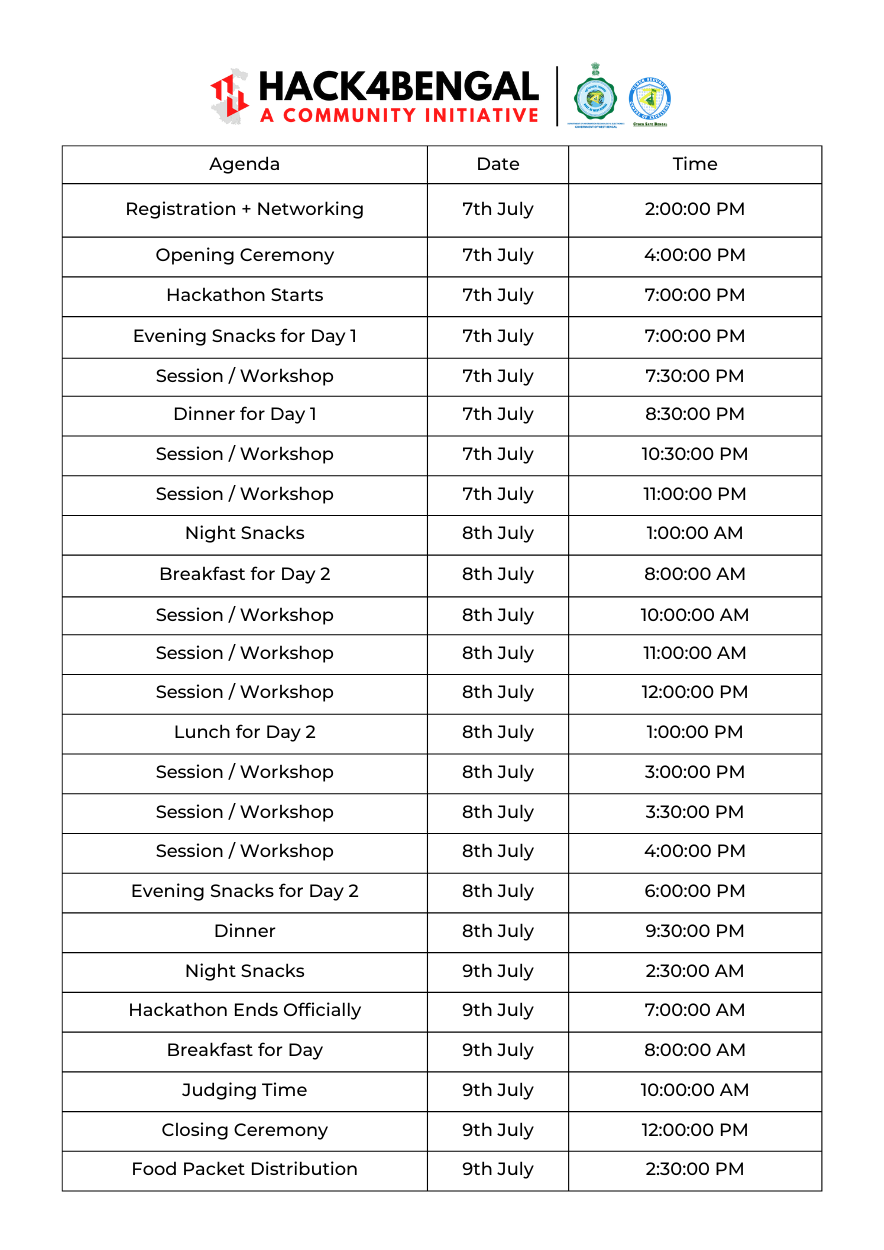 HACK4BENGAL
A COMMUNITY INITIATIVE
Agenda Date Time
Registration + Networking 7th July 2:00:00 PM
Opening Ceremony 7th July 4:00:00 PM
Hackathon Starts 7th July 7:00:00 PM
Evening Snacks for Day 1 7th July 7:00:00 PM
Session / Workshop 7th July 7:30:00 PM
Dinner for Day 1 7th July 8:30:00 PM
Session / Workshop 7th July 10:30:00 PM
Session / Workshop 7th July 11:00:00 PM
Night Snacks 8th July 1:00:00 AM
Breakfast for Day 2 8th July 8:00:00 AM
Session / Workshop 8th July 10:00:00 AM
Session / Workshop 8th July 11:00:00 AM
Session / Workshop 8th July 12:00:00 PM
Lunch for Day 2 8th July 1:00:00 PM
Session / Workshop 8th July 3:00:00 PM
Session / Workshop 8th July 3:30:00 PM
Session / Workshop 8th July 4:00:00 PM
Evening Snacks for Day 2 8th July 6:00:00 PM
Dinner 8th July 9:30:00 PM
Night Snacks 9th July 2:30:00 AM
Hackathon Ends Officially 9th July 7:00:00 AM
Breakfast for Day 9th July 8:00:00 AM
Judging Time 9th July 10:00:00 AM
Closing Ceremony 9th July 12:00:00 PM
Food Packet Distribution 9th July 2:30:00 PM